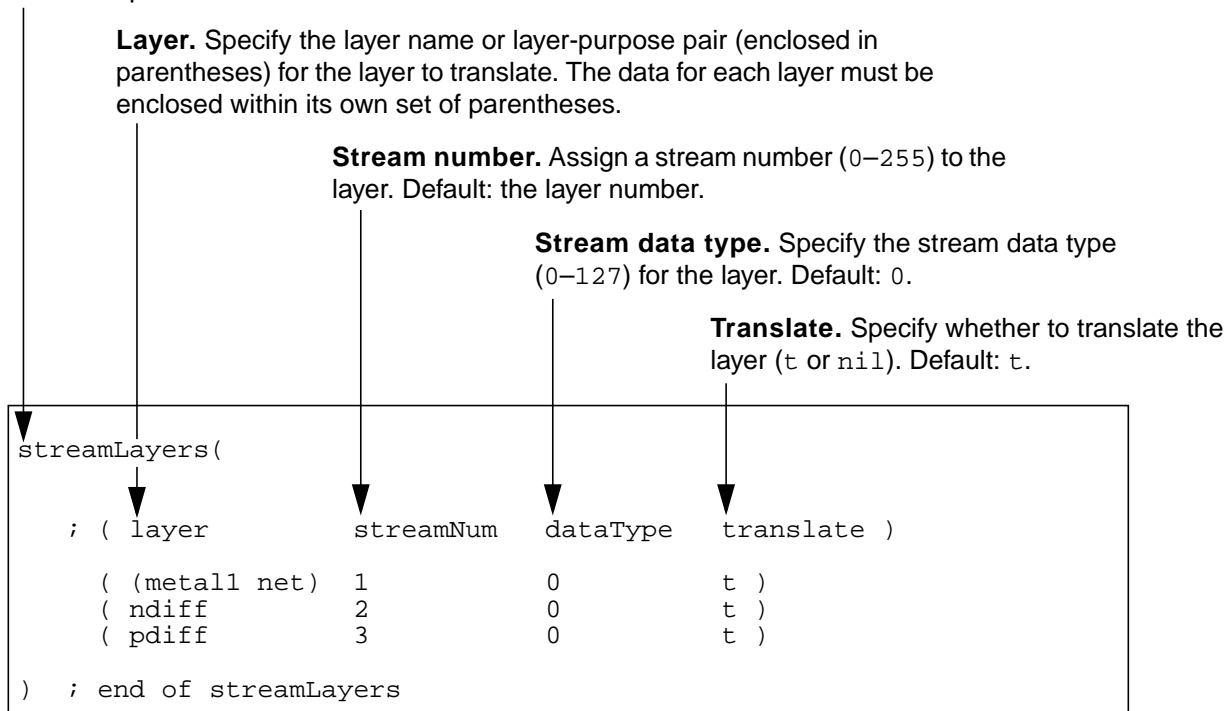 Layer. Specify the layer name or layer-purpose pair (enclosed in
parentheses) for the layer to translate. The data for each layer must be
enclosed within its own set of parentheses.
Stream number. Assign a stream number (0–255) to the
layer. Default: the layer number.
Stream data type. Specify the stream data type
(0–127) for the layer. Default: 0.
Translate. Specify whether to translate the
layer (t or nil). Default: t.
streamLayers(
; ( layer streamNum dataType translate )
( (metal1 net) 1 0 t )
( ndiff 2 0 t )
( pdiff 3 0 t )
) ; end of streamLayers